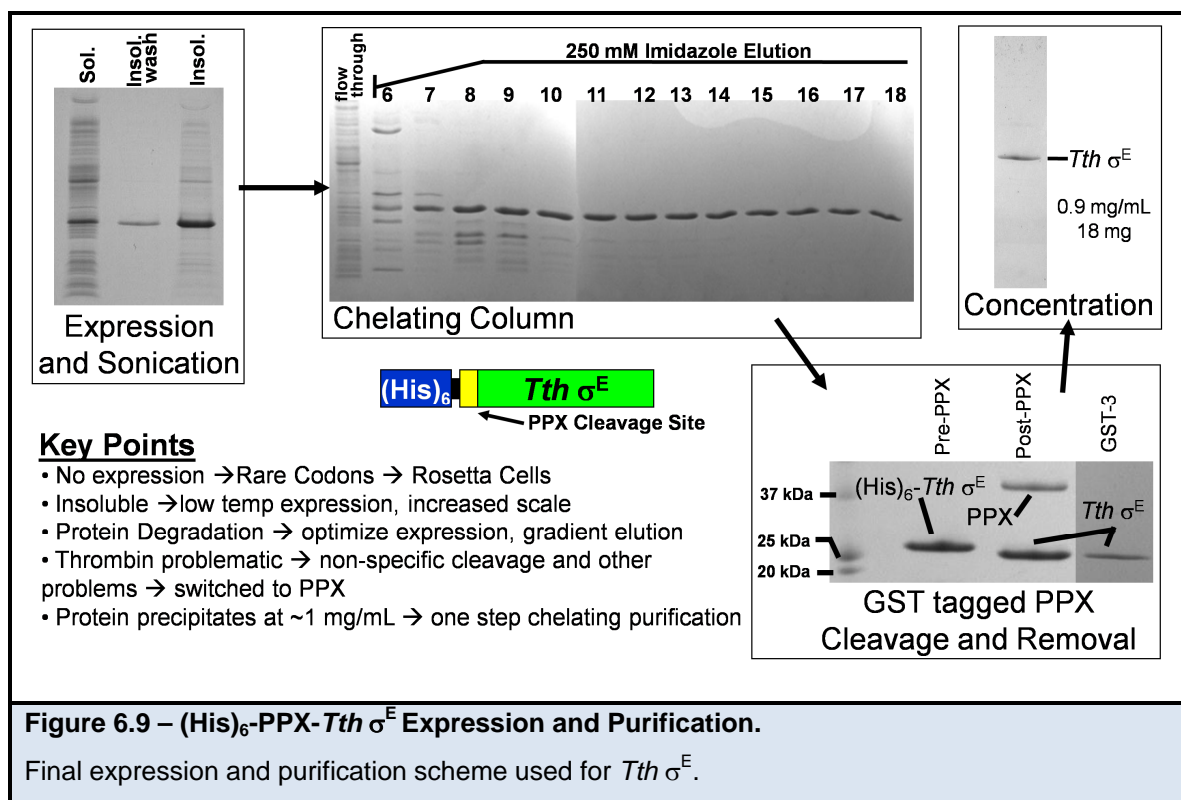 Sol.
Insol. wash
Insol.
Expression
and Sonication
250 mM Imidazole Elution
flow through
6 7 8 9 10 11 12 13 14 15 16 17 18
Chelating Column
Tth σE
0.9 mg/mL
18 mg
Concentration
(His)6
Tth σE
PPX Cleavage Site
Key Points
• No expression →Rare Codons → Rosetta Cells
• Insoluble →low temp expression, increased scale
• Protein Degradation → optimize expression, gradient elution
• Thrombin problematic → non-specific cleavage and other
problems → switched to PPX
• Protein precipitates at ~1 mg/mL → one step chelating purification
Pre-PPX
Post-PPX
GST-3
37 kDa
25 kDa
20 kDa
(His)6-Tth σE
PPX
Tth σE
GST tagged PPX
Cleavage and Removal
Figure 6.9 – (His)6-PPX-Tth σE Expression and Purification.
Final expression and purification scheme used for Tth σE.